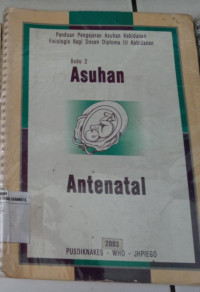 Panduan Pengajaran Asuhan Kebidanan
Fisiologis Bagi Dosen Diploma III Kebidanan
Buku 2
Asuhan
Antenatal
2003
PUSDIKNAKES - WHO - JHPIEGO